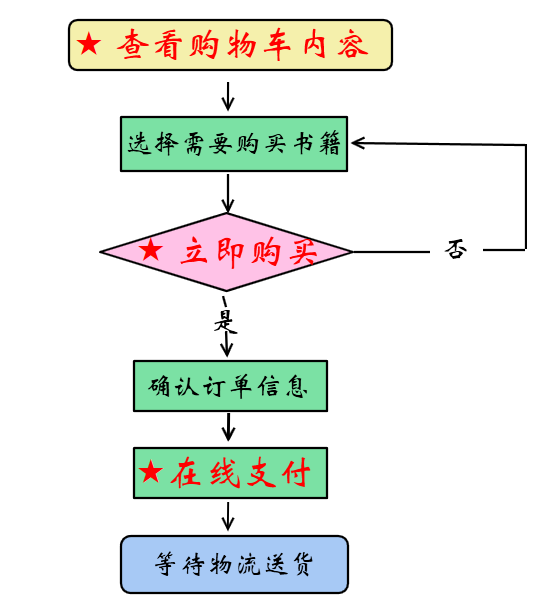 ★ 查看购物车内容
选择需要购买书籍
★ 立即购买
否
是
确认订单信息
★在线支付
等待物流送货